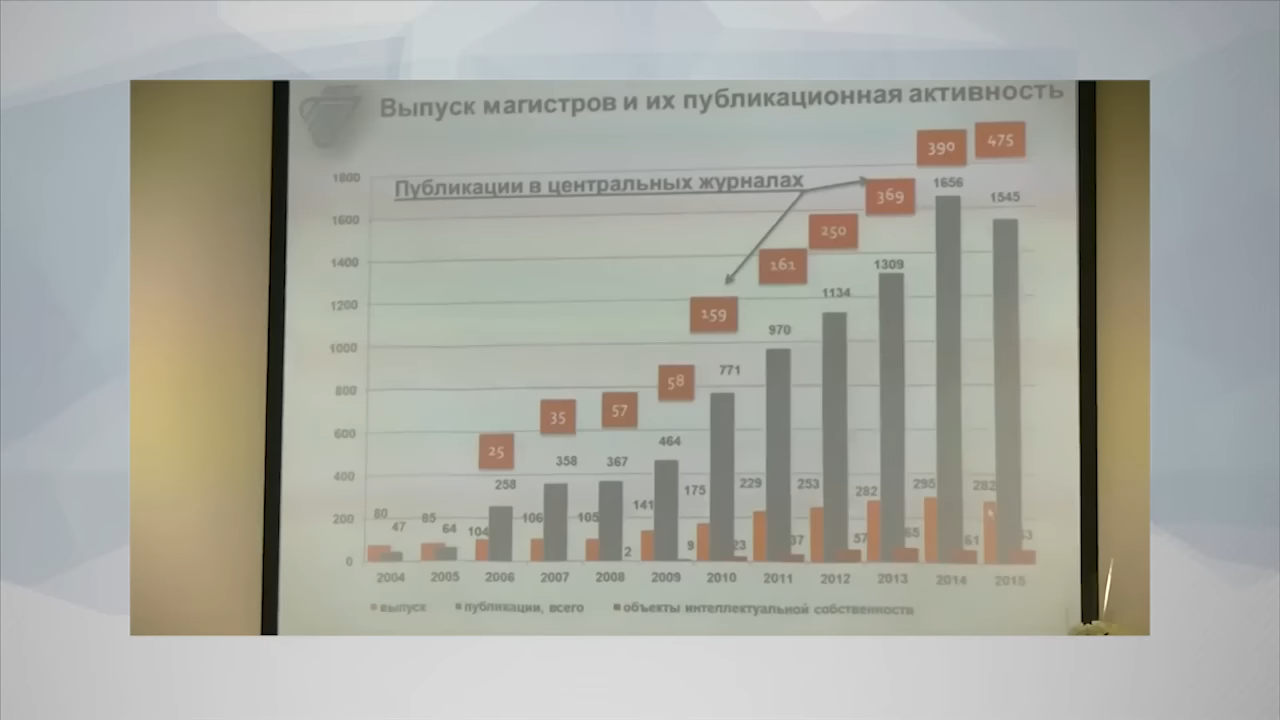 Выпуск магистров и их публикационная активность
390 475
1800 Публикации в центральных журналах 369 1656 1545
1600 250
1400 161 1309
1200 159 1134
1000 970
800 58 771
35 57
600 25 464
400 258 358 367
80 47 85 64 104 106 105 141 175 229 253 282 295 282
200 2 9 23 37 57 65 61 63
0
2004 2005 2006 2007 2008 2009 2010 2011 2012 2013 2014 2015
выпуск публикации, всего объекты интеллектуальной собственности